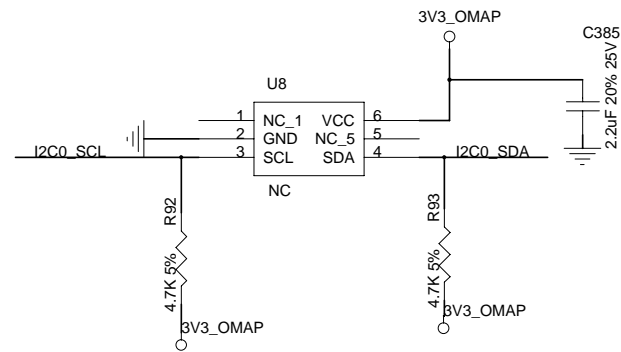 3V3_OMAP
C385
2.2uF 20% 25V
U8
1 NC_1 VCC 6
2 GND NC_5 5
I2C0_SCL 3 SCL SDA 4 I2C0_SDA
NC
R92
4.7K 5%
R93
4.7K 5%
3V3_OMAP
3V3_OMAP